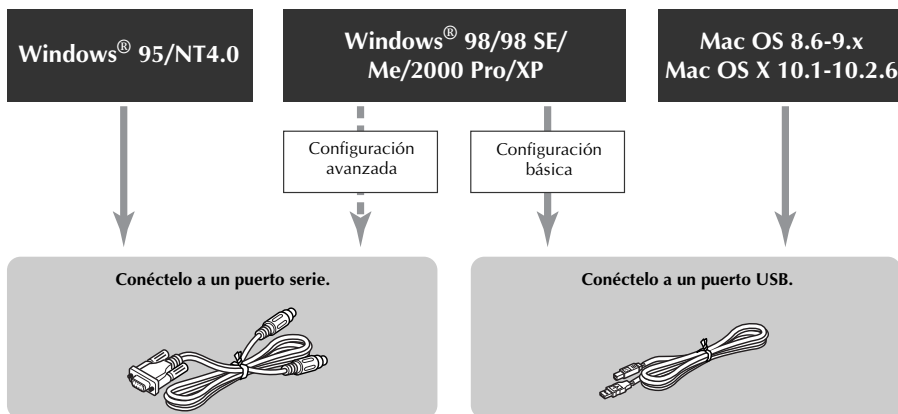 Windows® 95/NT4.0
Windows® 98/98 SE/
Me/2000 Pro/XP
Mac OS 8.6-9.x
Mac OS X 10.1-10.2.6
Configuración
avanzada
Configuración
básica
Conéctelo a un puerto serie.
Conéctelo a un puerto USB.